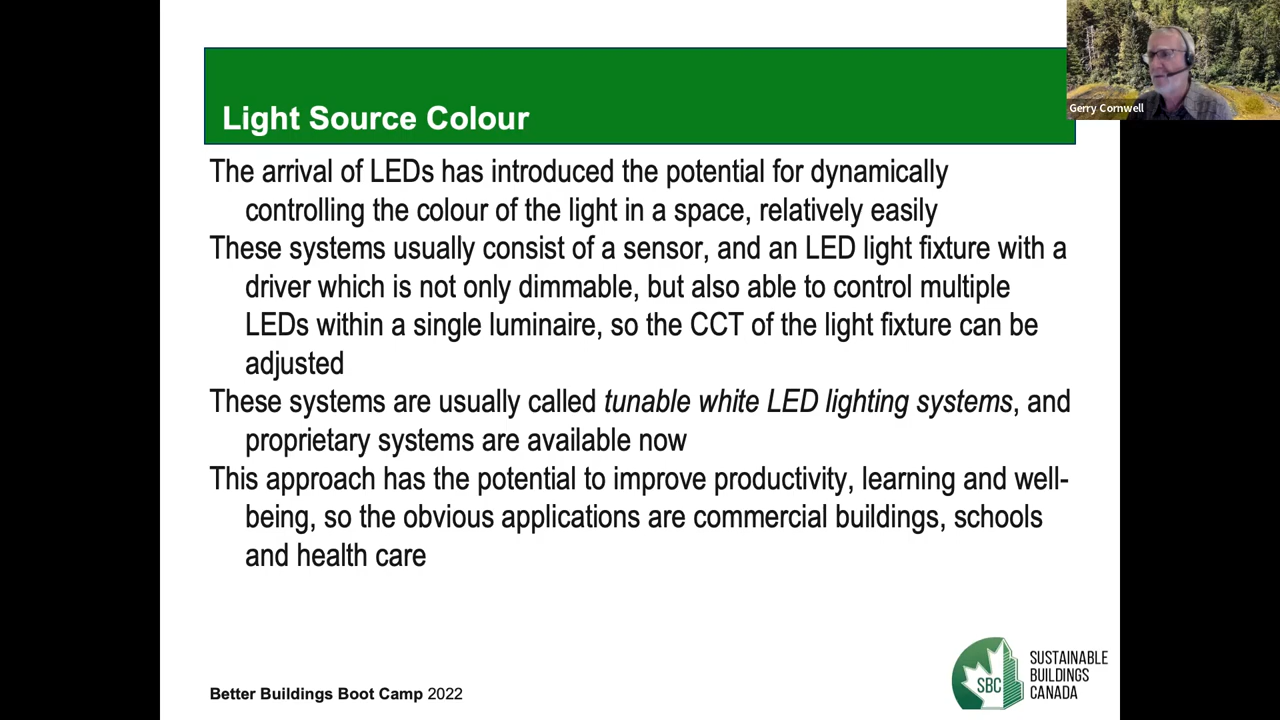 Light Source Colour
Gerry Cornwell
The arrival of LEDs has introduced the potential for dynamically
controlling the colour of the light in a space, relatively easily
These systems usually consist of a sensor, and an LED light fixture with a
driver which is not only dimmable, but also able to control multiple
LEDs within a single luminaire, so the CCT of the light fixture can be
adjusted
These systems are usually called tunable white LED lighting systems, and
proprietary systems are available now
This approach has the potential to improve productivity, learning and well-
being, so the obvious applications are commercial buildings, schools
and health care
Better Buildings Boot Camp 2022
SBC
SUSTAINABLE
BUILDINGS
CANADA